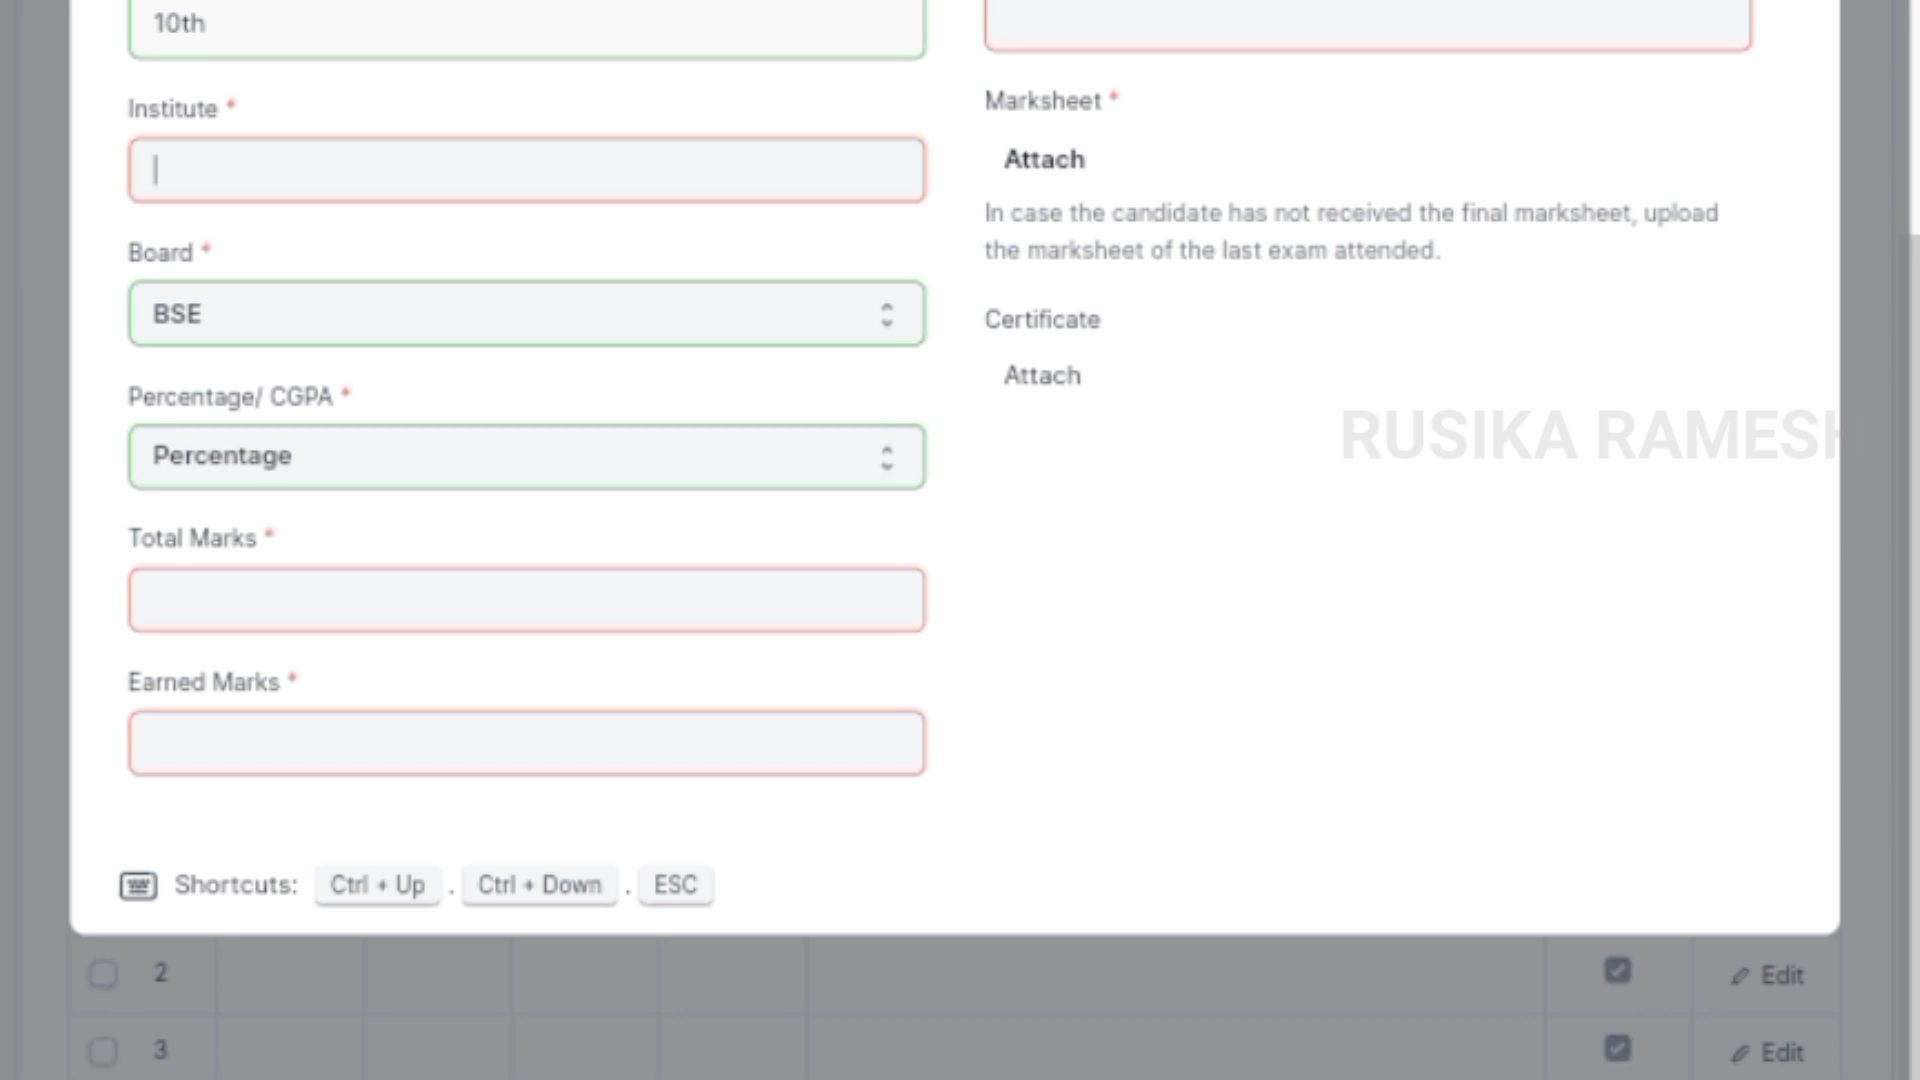 10th
Institute *
Board *
BSE
Percentage/ CGPA *
Percentage
Total Marks *
Earned Marks *
Marksheet *
Attach
In case the candidate has not received the final marksheet, upload
the marksheet of the last exam attended.
Certificate
Attach
RUSIKA RAMESH
Shortcuts: Ctrl + Up . Ctrl + Down . ESC
2 Edit
3 Edit